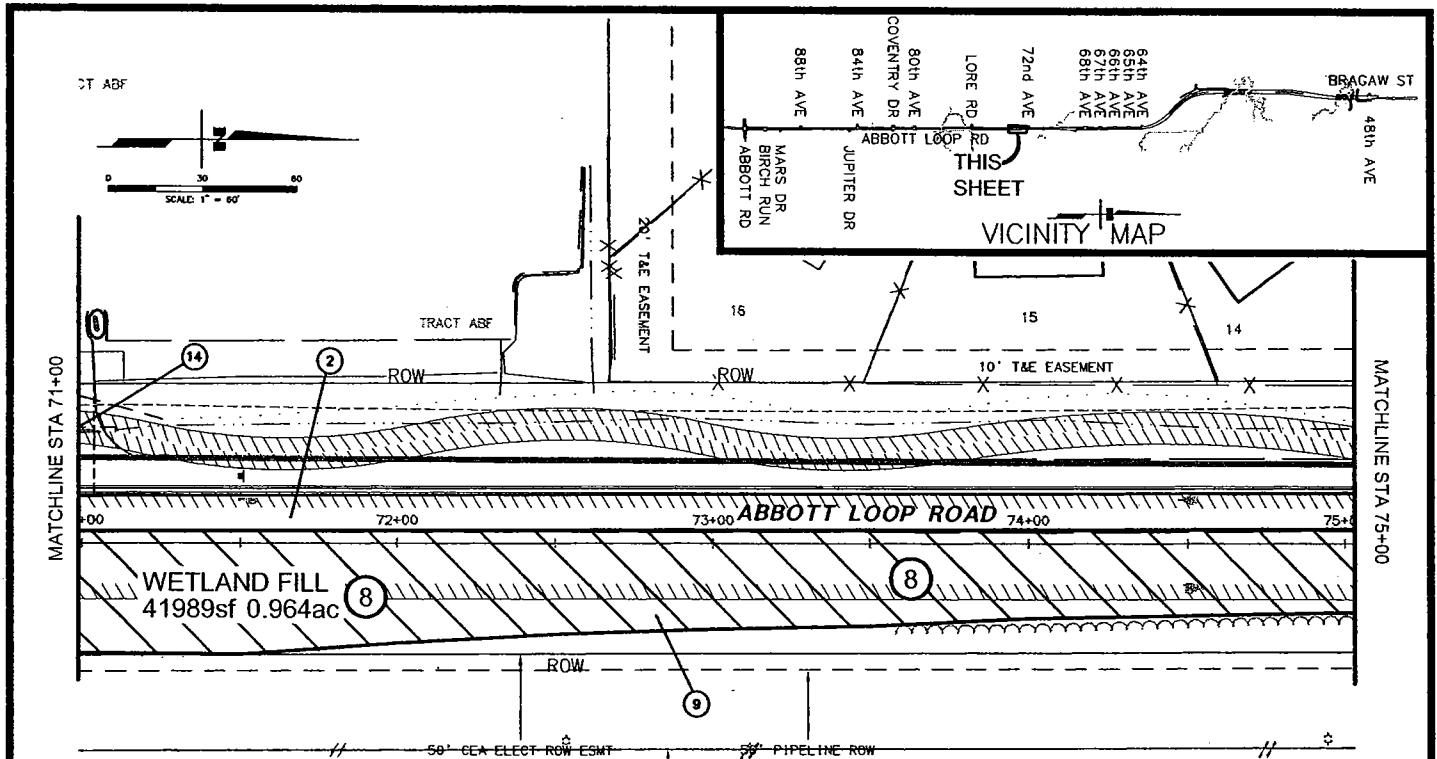 CT ABF
N
0 30 60
SCALE: 1" = 60'
88th AVE
84th AVE
COVENTRY DR
80th AVE
LORE RD
72nd AVE
68th AVE
67th AVE
66th AVE
65th AVE
64th AVE
BRAGAW ST
48th AVE
ABBOTT LOOP RD
ABBOTT RD
BIRCH RUN
MARS DR
JUPITER DR
THIS
SHEET
VICINITY MAP
20' T&E EASEMENT
TRACT ABF
16
15
14
10' T&E EASEMENT
14
2
ROW
ROW
MATCHLINE STA 71+00
MATCHLINE STA 75+00
+00
72+00
73+00
ABBOTT LOOP ROAD
74+00
75+0
WETLAND FILL
41989sf 0.964ac
8
8
ROW
9
50' CEA ELECT ROW ESMT
PIPELINE ROW